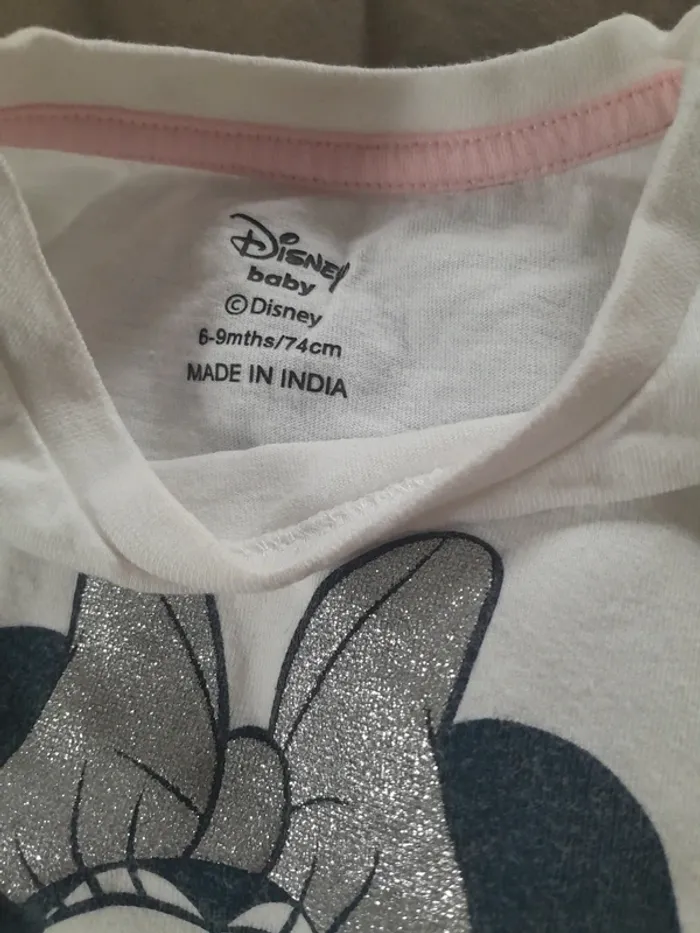 Disney
baby
©Disney
6-9mths/74cm
MADE IN INDIA